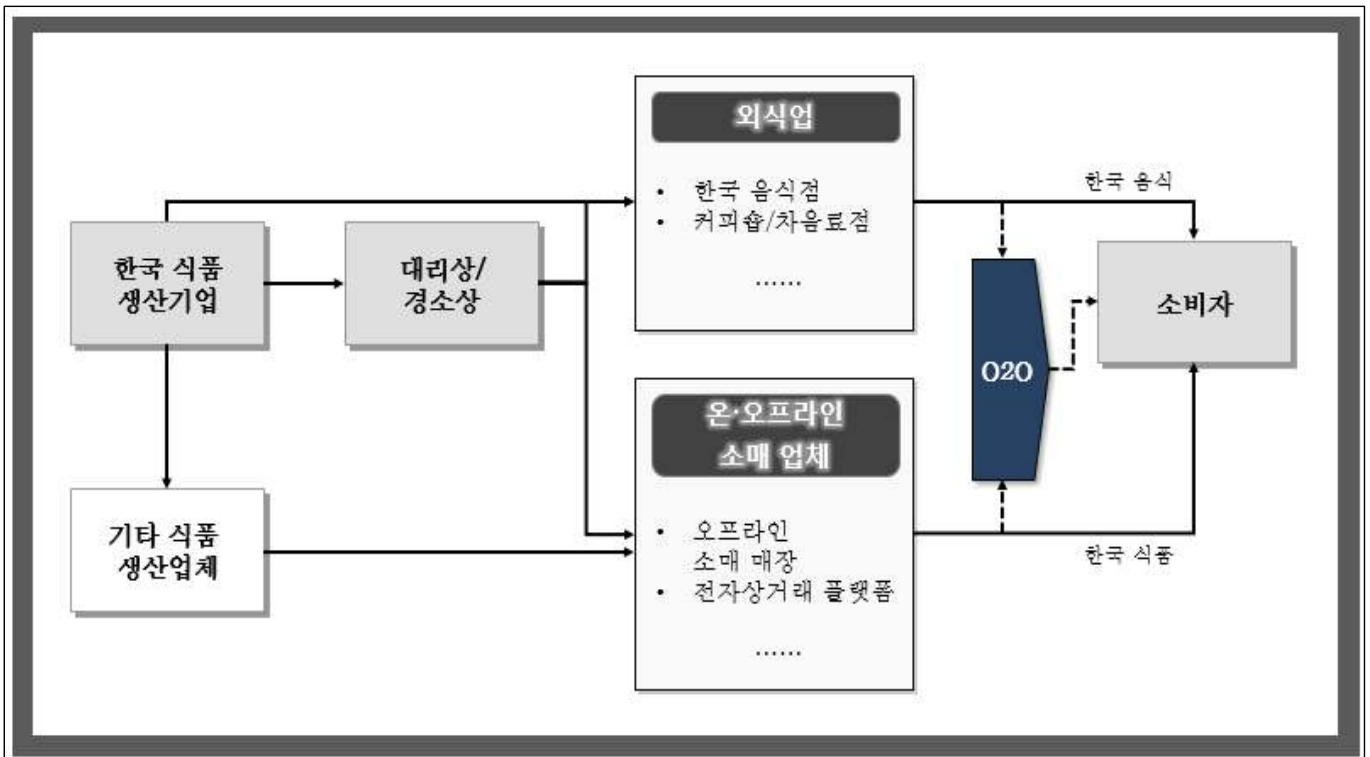 외식업
• 한국 음식점
• 커피숍/차음료점
……
한국 식품
생산기업
대리상/
경소상
한국 음식
소비자
O2O
온·오프라인
소매 업체
• 오프라인
소매 매장
• 전자상거래 플랫폼
……
기타 식품
생산업체
한국 식품